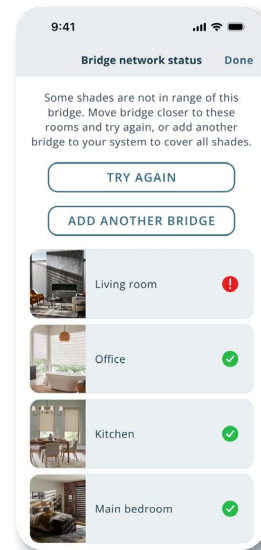 9:41
Bridge network status Done
Some shades are not in range of this
bridge. Move bridge closer to these
rooms and try again, or add another
bridge to your system to cover all shades.
TRY AGAIN
ADD ANOTHER BRIDGE
Living room
Office
Kitchen
Main bedroom